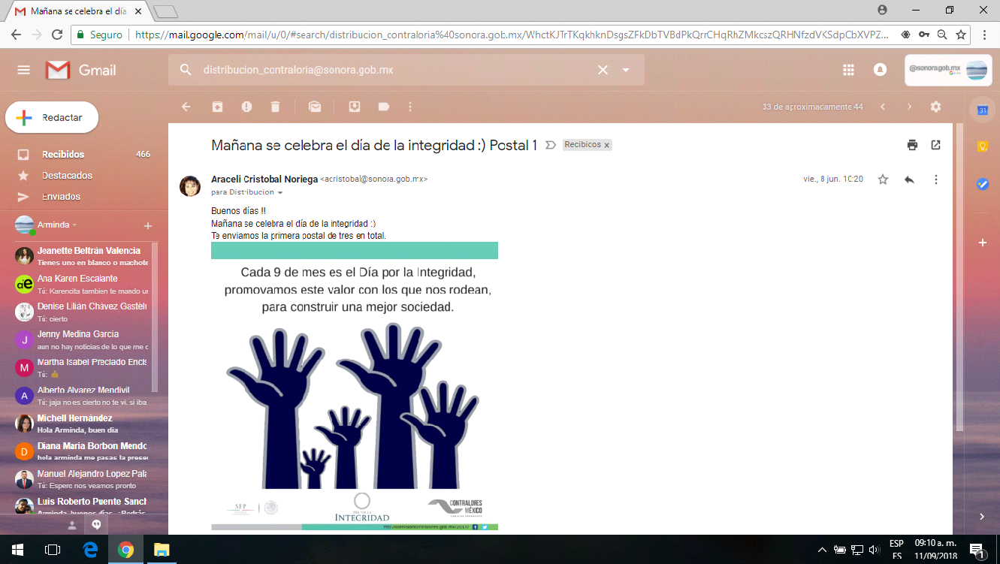 Mañana se celebra el día
Seguro
https://mail.google.com/mail/u/0/#search/distribucion_contraloria%40sonora.gob.mx/WhctKJTrTKqkhknDsgsZFkDbTVBdPkQrrCHqRhZMkcszQRHNfzdVKSdpCbXVPZ...
Gmail
distribucion_contraloria@sonora.gob.mx
@sonora.gob.mx
Redactar
33 de aproximadamente 44
31
Recibidos 466
Destacados
Enviados
Arminda
Jeanette Beltrán Valencia
Tienes uno en blanco o machote
Ana Karen Escalante
Tú: Karencita tambien te mando un
Denise Lilián Chávez Gastélu
Tú: cierto
Jenny Medina García
aun no hay noticias de lo que me c
Martha Isabel Preciado Encis
Tú: 👍
Alberto Alvarez Mendivil
Tú: jaja no es cierto no te vi. si iba
Michell Hernández
Hola Arminda, buen día
Diana Maria Borbon Mendo
hola arminda me pasas la prese
Manuel Alejandro Lopez Pala
Tú: Espero nos veamos pronto
Luis Roberto Puente Sanch
Mañana se celebra el día de la integridad :) Postal 1
Recibicos x
Araceli Cristobal Noriega <acristobal@sonora.gob.mx>
vie., 8 jun. 10:20
para Distribucion
Buenos días !!
Mañana se celebra el día de la integridad :)
Te enviamos la primera postal de tres en total.
Cada 9 de mes es el Día por la Integridad,
promovamos este valor con los que nos rodean,
para construir una mejor sociedad.
SFP
DÍA POR LA
INTEGRIDAD
CONTRALORES
MÉXICO
http://comisioncontralores.gob.mx/2017/
ESP
ES
09:10 a. m.
11/09/2018
1